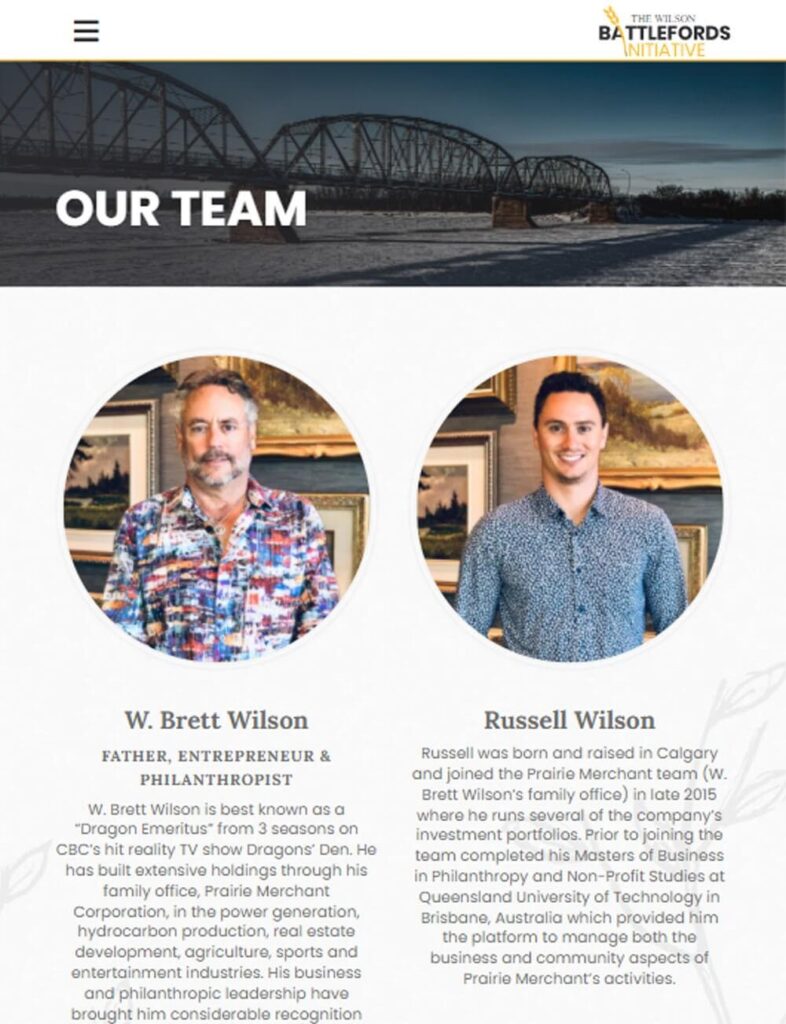 THE WILSON
BATTLEFORDS
INITIATIVE
OUR TEAM
W. Brett Wilson
FATHER, ENTREPRENEUR &
PHILANTHROPIST
W. Brett Wilson is best known as a
“Dragon Emeritus” from 3 seasons on
CBC’s hit reality TV show Dragons’ Den. He
has built extensive holdings through his
family office, Prairie Merchant
Corporation, in the power generation,
hydrocarbon production, real estate
development, agriculture, sports and
entertainment industries. His business
and philanthropic leadership have
brought him considerable recognition
Russell Wilson
Russell was born and raised in Calgary
and joined the Prairie Merchant team (W.
Brett Wilson’s family office) in late 2015
where he runs several of the company’s
investment portfolios. Prior to joining the
team completed his Masters of Business
in Philanthropy and Non-Profit Studies at
Queensland University of Technology in
Brisbane, Australia which provided him
the platform to manage both the
business and community aspects of
Prairie Merchant’s activities.